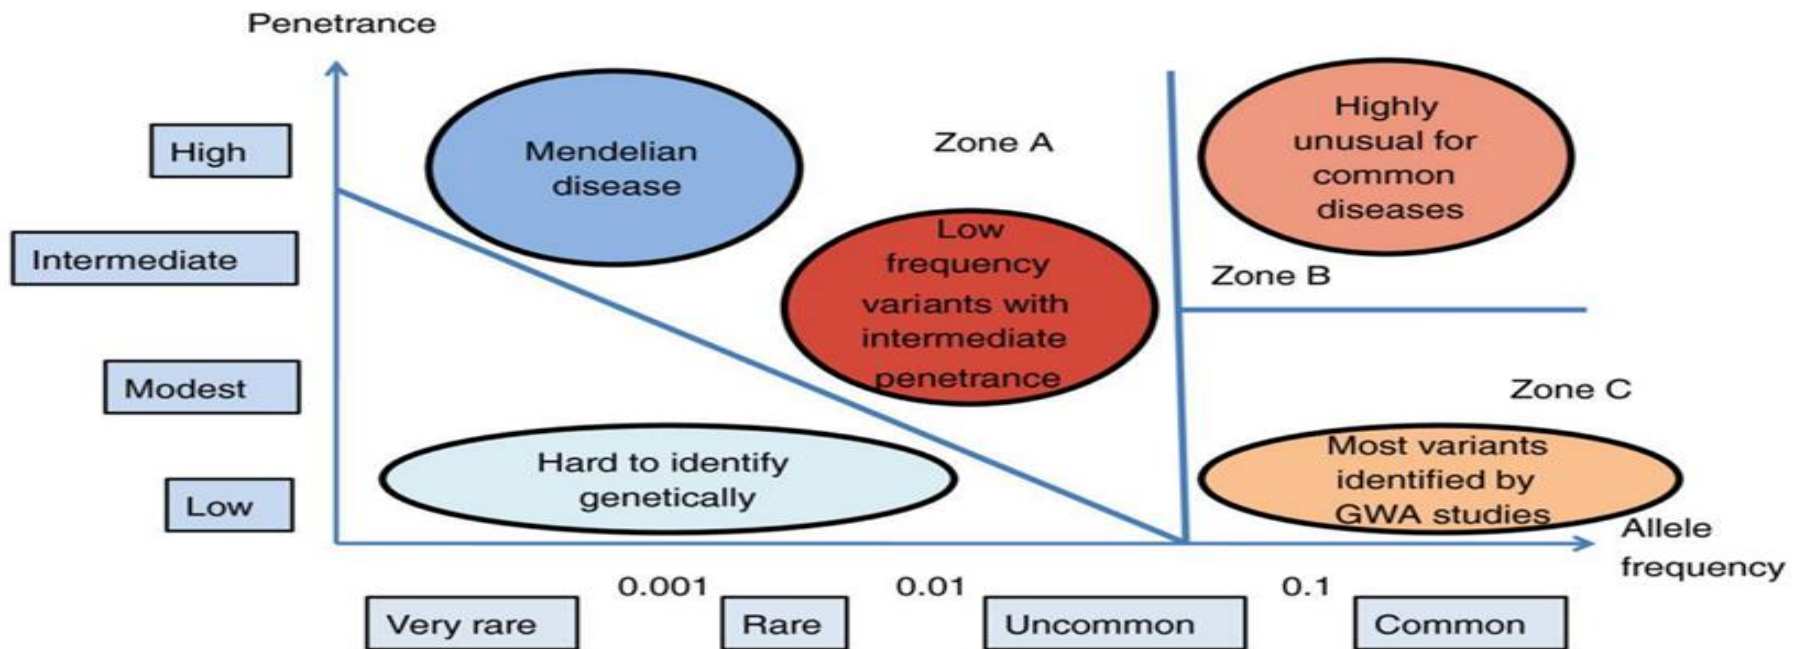 Penetrance
High
Intermediate
Modest
Low
Mendelian
disease
Zone A
Highly
unusual for
common
diseases
Low
frequency
variants with
intermediate
penetrance
Zone B
Zone C
Hard to identify
genetically
Most variants
identified by
GWA studies
Allele
frequency
0.001
0.01
0.1
Very rare
Rare
Uncommon
Common